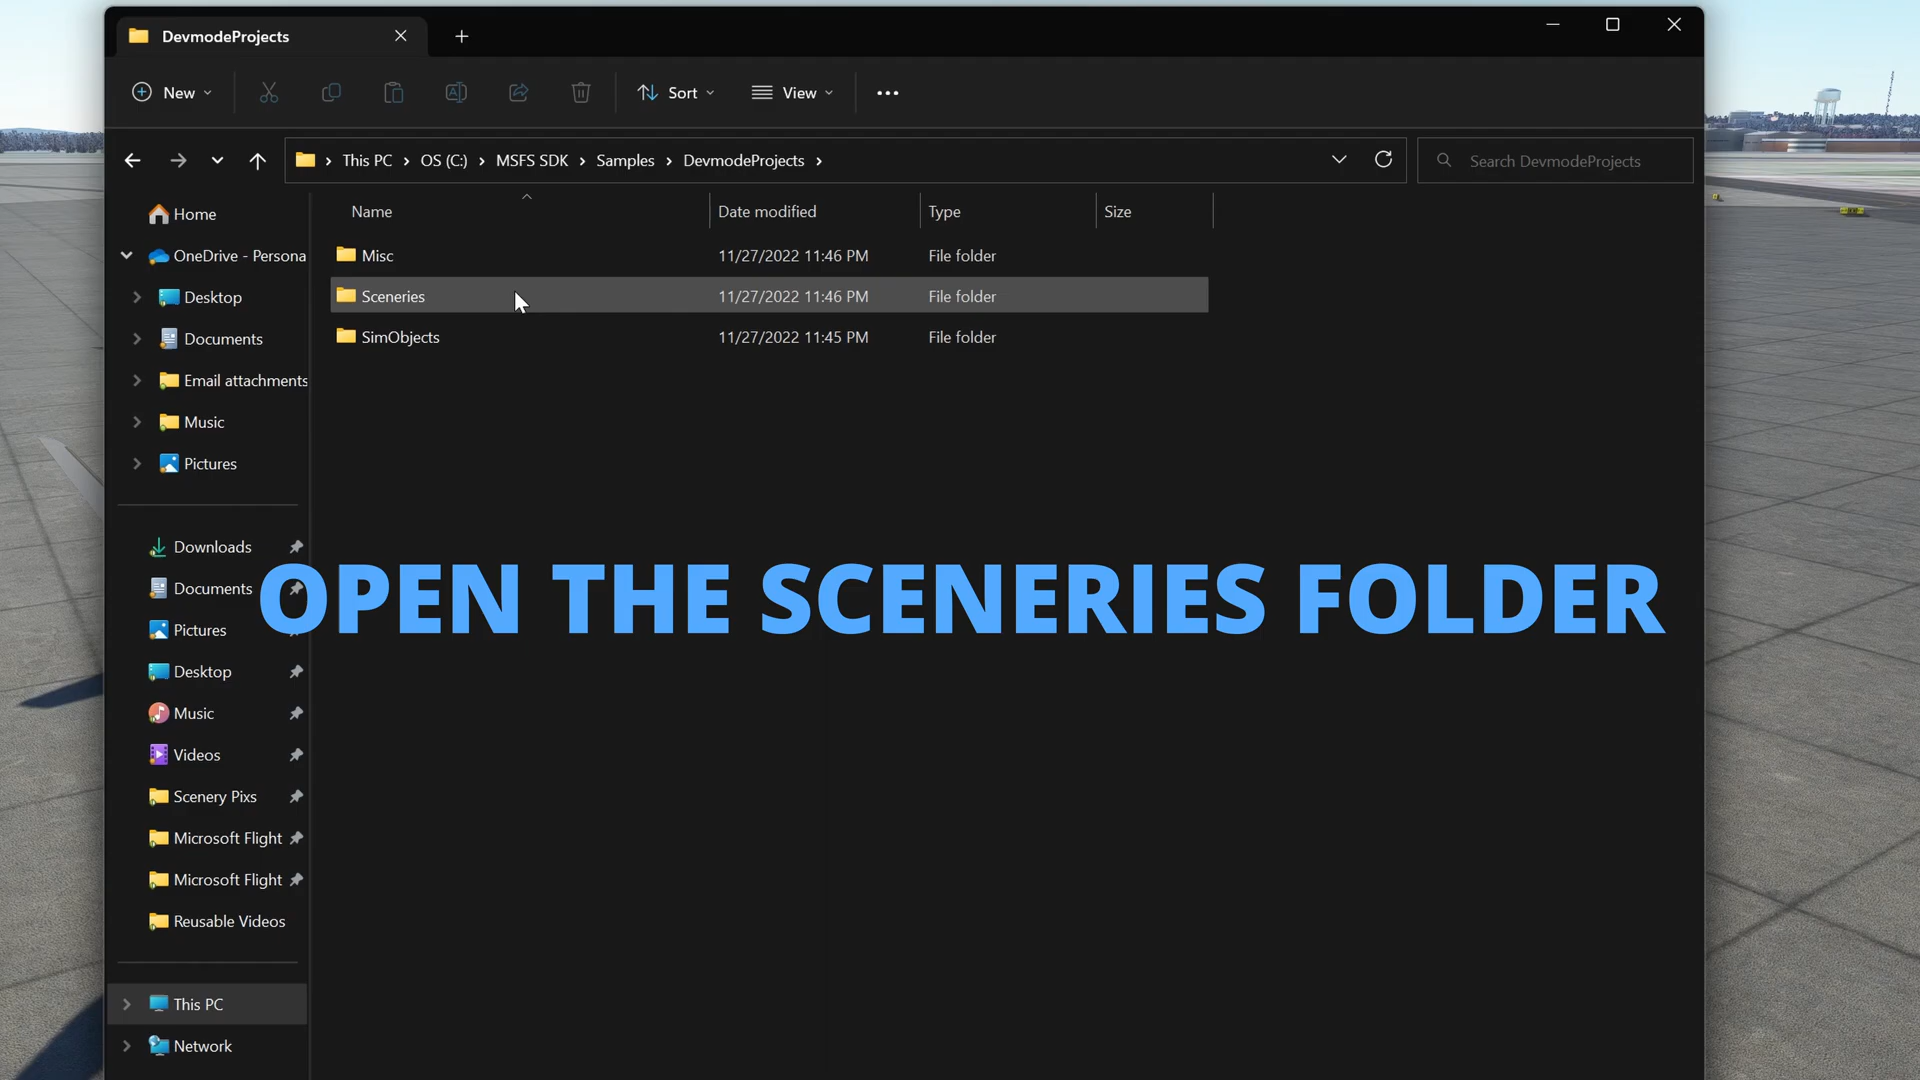 DevmodeProjects
New
Sort
View
This PC
OS (C:)
MSFS SDK
Samples
DevmodeProjects
Search DevmodeProjects
Name
Date modified
Type
Size
Misc
11/27/2022 11:46 PM
File folder
Sceneries
11/27/2022 11:46 PM
File folder
SimObjects
11/27/2022 11:45 PM
File folder
Home
OneDrive - Persona
Desktop
Documents
Email attachments
Music
Pictures
Downloads
Documents
Pictures
Desktop
Music
Videos
Scenery Pixs
Microsoft Flight
Microsoft Flight
Reusable Videos
This PC
Network
OPEN THE SCENERIES FOLDER